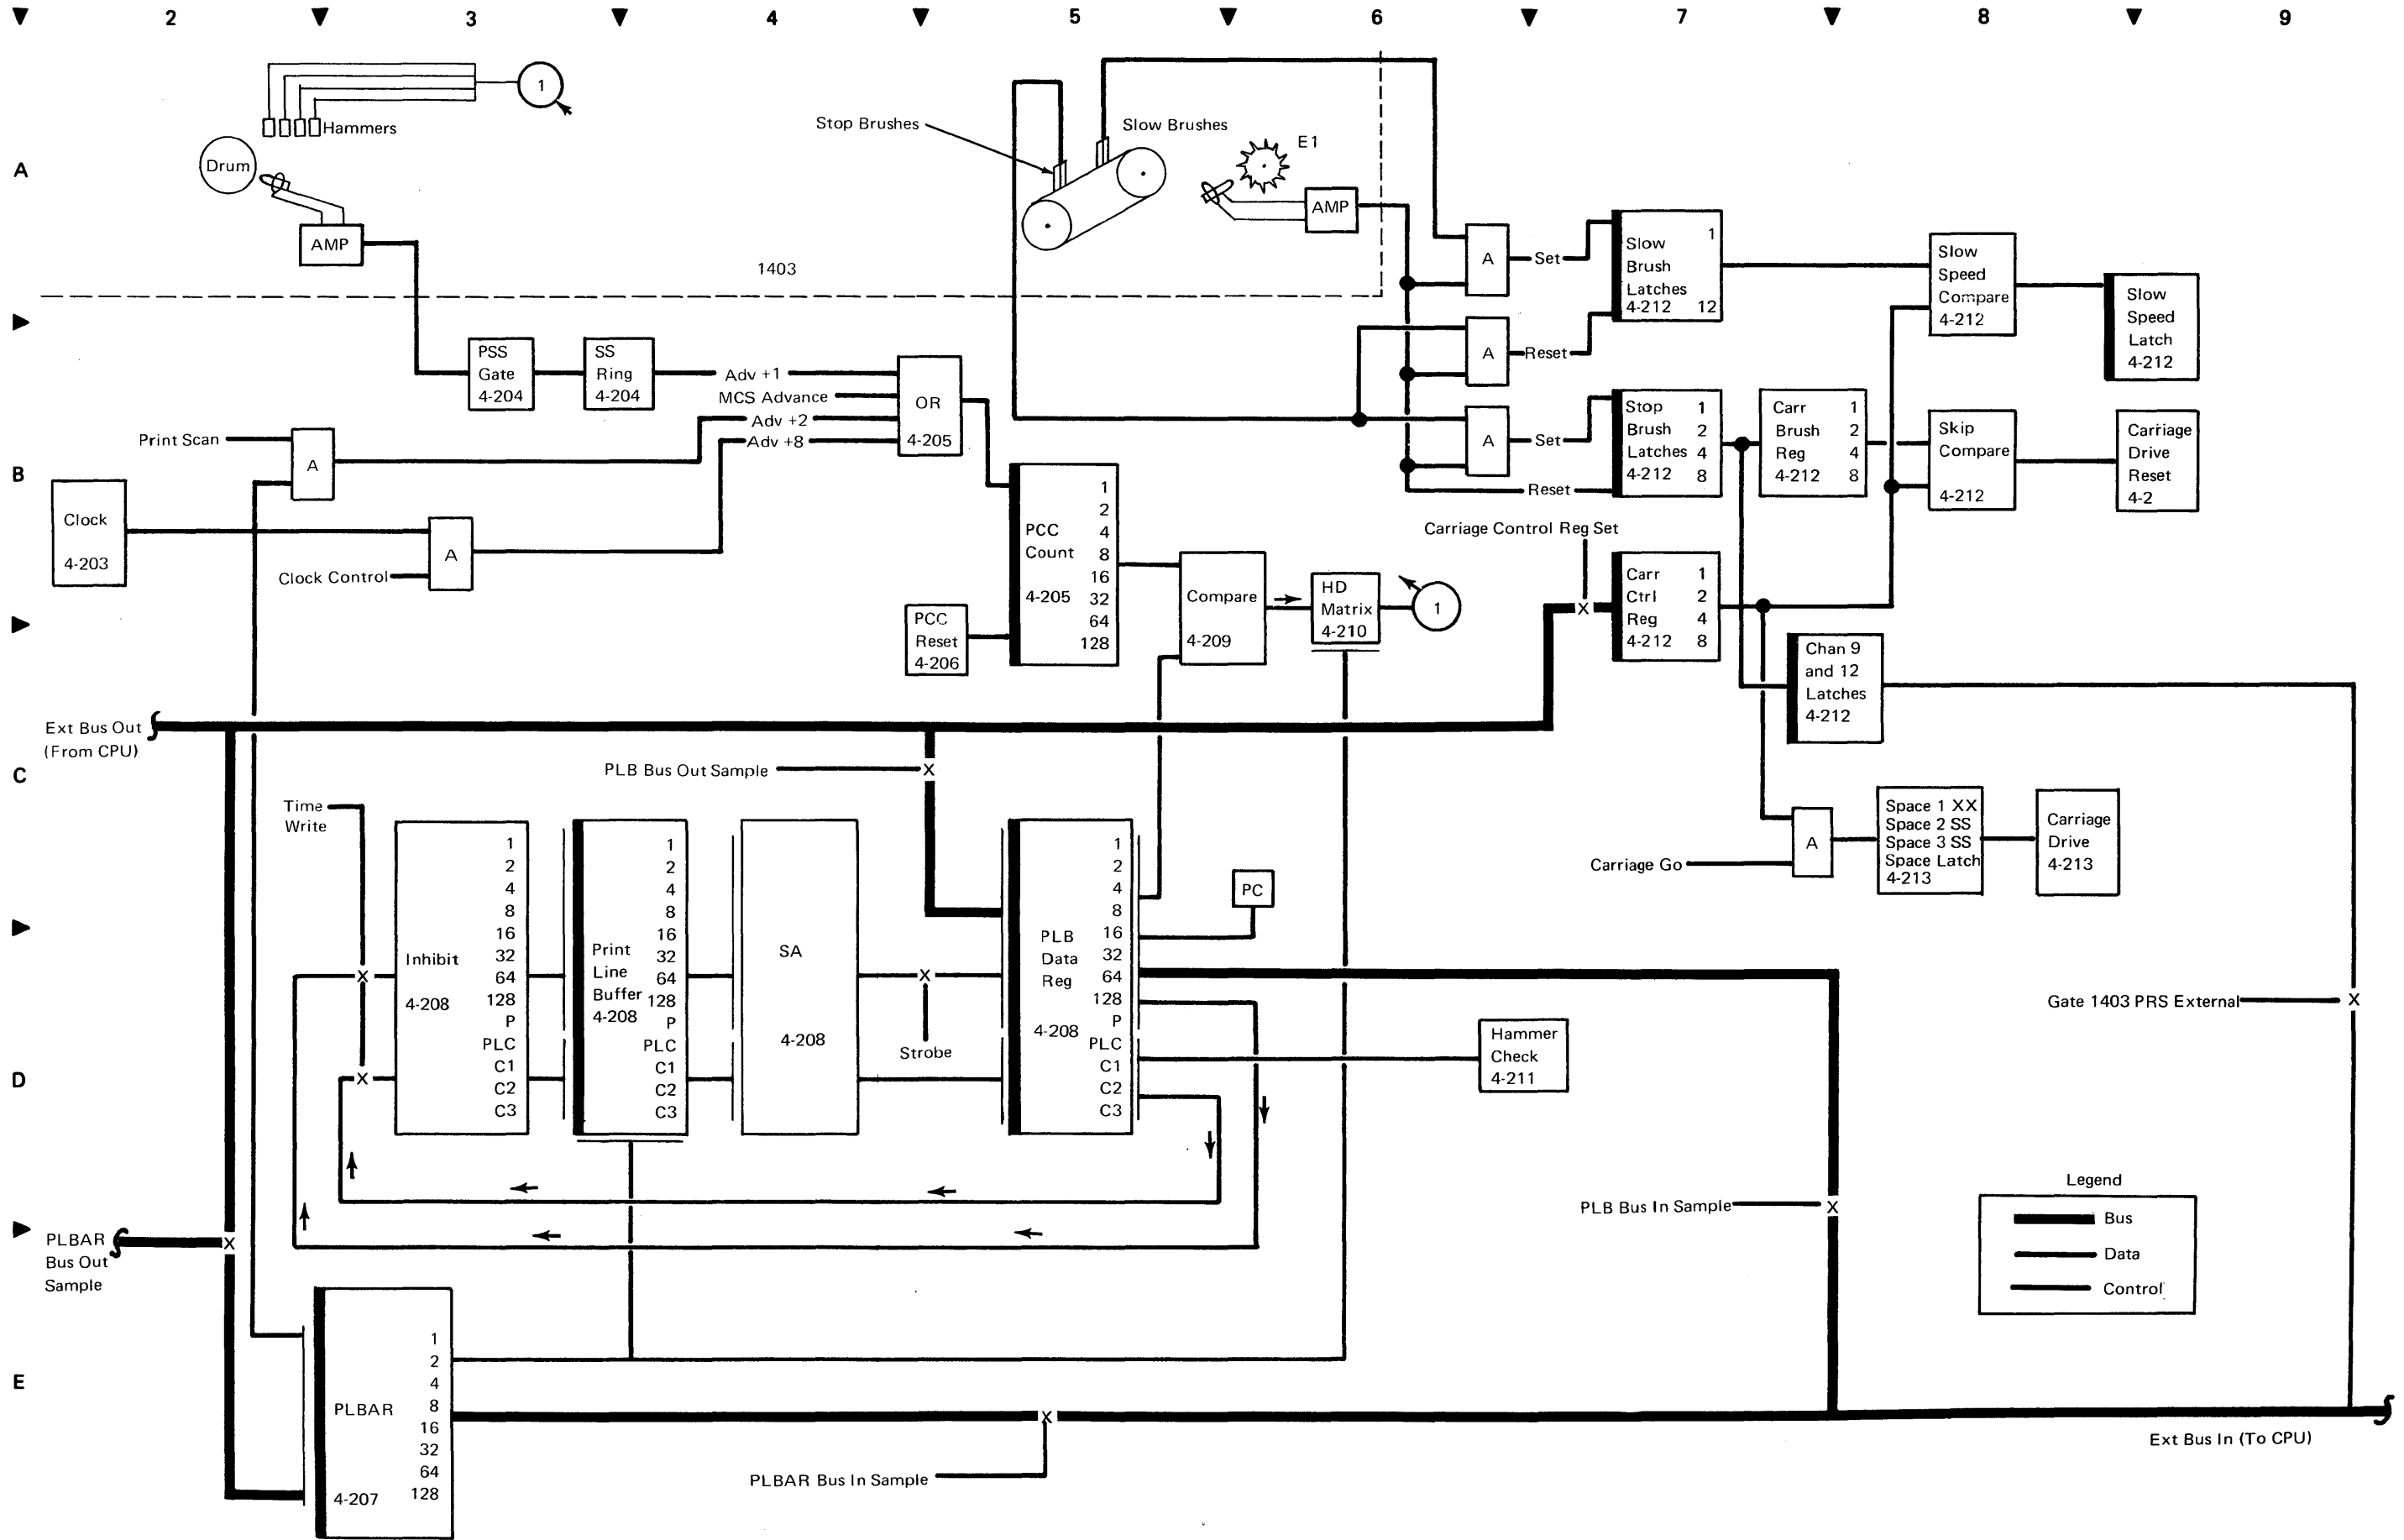 2 3 4 5 6 7 8 9
A
B
C
D
E
1
Hammers
Drum
AMP
1403
Stop Brushes
Slow Brushes
E1
AMP
A
Set
Slow
Brush
Latches
4-212
1
12
Slow
Speed
Compare
4-212
Slow
Speed
Latch
4-212
A
Reset
PSS
Gate
4-204
SS
Ring
4-204
Adv +1
MCS Advance
Adv +2
Adv +8
OR
4-205
Print Scan
A
Clock
4-203
Clock Control
A
A
Set
Reset
Stop
Brush
Latches
4-212
1
2
4
8
Carr
Brush
Reg
4-212
1
2
4
8
Skip
Compare
4-212
Carriage
Drive
Reset
4-2
PCC
Count
4-205
1
2
4
8
16
32
64
128
PCC
Reset
4-206
Compare
4-209
HD
Matrix
4-210
1
Carriage Control Reg Set
X
Carr
Ctrl
Reg
4-212
1
2
4
8
Chan 9
and 12
Latches
4-212
Ext Bus Out
(From CPU)
PLB Bus Out Sample
X
Time
Write
X
X
Inhibit
4-208
1
2
4
8
16
32
64
128
P
PLC
C1
C2
C3
Print
Line
Buffer
4-208
1
2
4
8
16
32
64
128
P
PLC
C1
C2
C3
SA
4-208
X
Strobe
PLB
Data
Reg
4-208
1
2
4
8
16
32
64
128
P
PLC
C1
C2
C3
PC
Carriage Go
A
Space 1 XX
Space 2 SS
Space 3 SS
Space Latch
4-213
Carriage
Drive
4-213
Gate 1403 PRS External
X
Hammer
Check
4-211
PLB Bus In Sample
X
Legend
Bus
Data
Control
PLBAR
Bus Out
Sample
X
PLBAR
4-207
1
2
4
8
16
32
64
128
X
PLBAR Bus In Sample
Ext Bus In (To CPU)